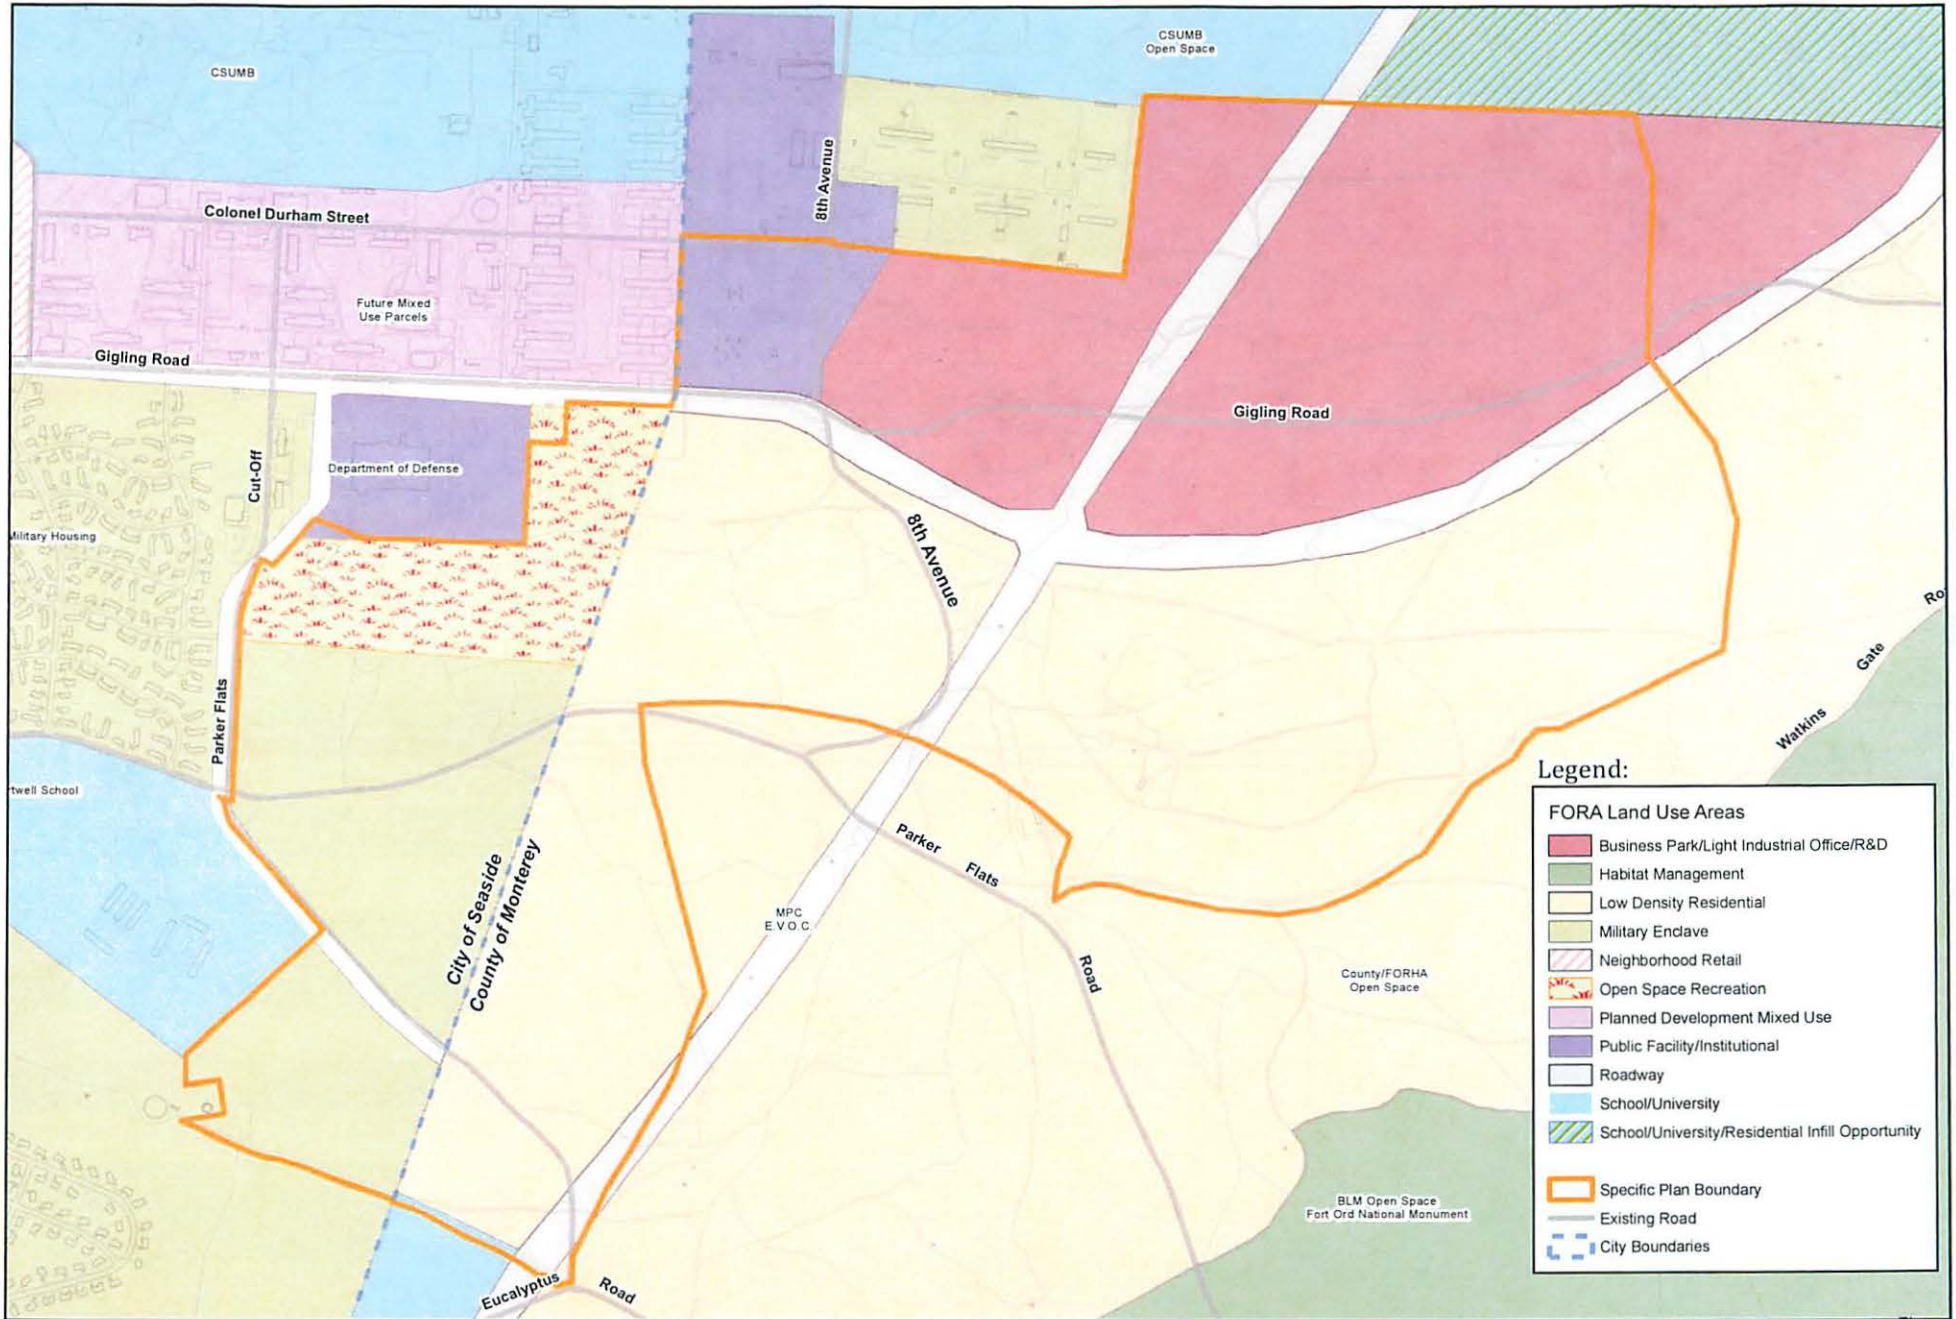 CSUMB
CSUMB
Open Space
8th Avenue
Colonel Durham Street
Future Mixed
Use Parcels
Gigling Road
Gigling Road
Cut-Off
Department of Defense
Military Housing
8th Avenue
Parker Flats
Gate
Watkins
twell School
City of Seaside
County of Monterey
Parker
Flats
Road
MPC
E.V.O.C.
County/FORHA
Open Space
BLM Open Space
Fort Ord National Monument
Eucalyptus
Road
Legend:
FORA Land Use Areas
Business Park/Light Industrial Office/R&D
Habitat Management
Low Density Residential
Military Enclave
Neighborhood Retail
Open Space Recreation
Planned Development Mixed Use
Public Facility/Institutional
Roadway
School/University
School/University/Residential Infill Opportunity
Specific Plan Boundary
Existing Road
City Boundaries